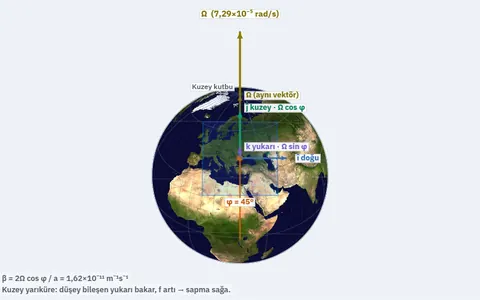 Ω (7,29×10⁻⁵ rad/s)
Kuzey kutbu
Ω (aynı vektör)
j kuzey · Ω cos φ
k yukarı · Ω sin φ
i doğu
φ = 45°
β = 2Ω cos φ / a = 1,62×10⁻¹¹ m⁻¹s⁻¹
Kuzey yarıküre: düşey bileşen yukarı bakar, f artı → sapma sağa.